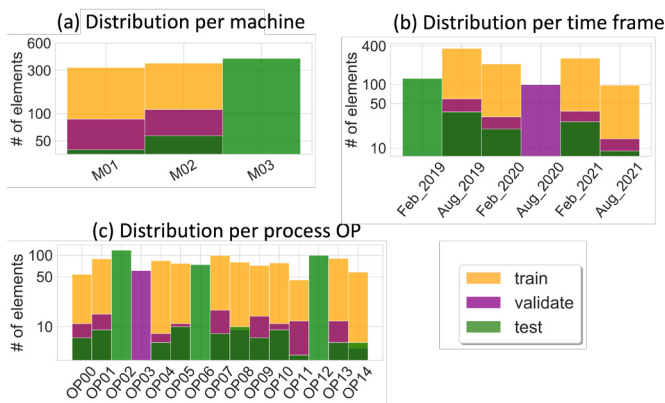 (a) Distribution per machine
# of elements
600
300
100
50
M01
M02
M03
(b) Distribution per time frame
# of elements
400
100
50
10
Feb_2019
Aug_2019
Feb_2020
Aug_2020
Feb_2021
Aug_2021
(c) Distribution per process OP
# of elements
100
50
10
OP00
OP01
OP02
OP03
OP04
OP05
OP06
OP07
OP08
OP09
OP10
OP11
OP12
OP13
OP14
train
validate
test